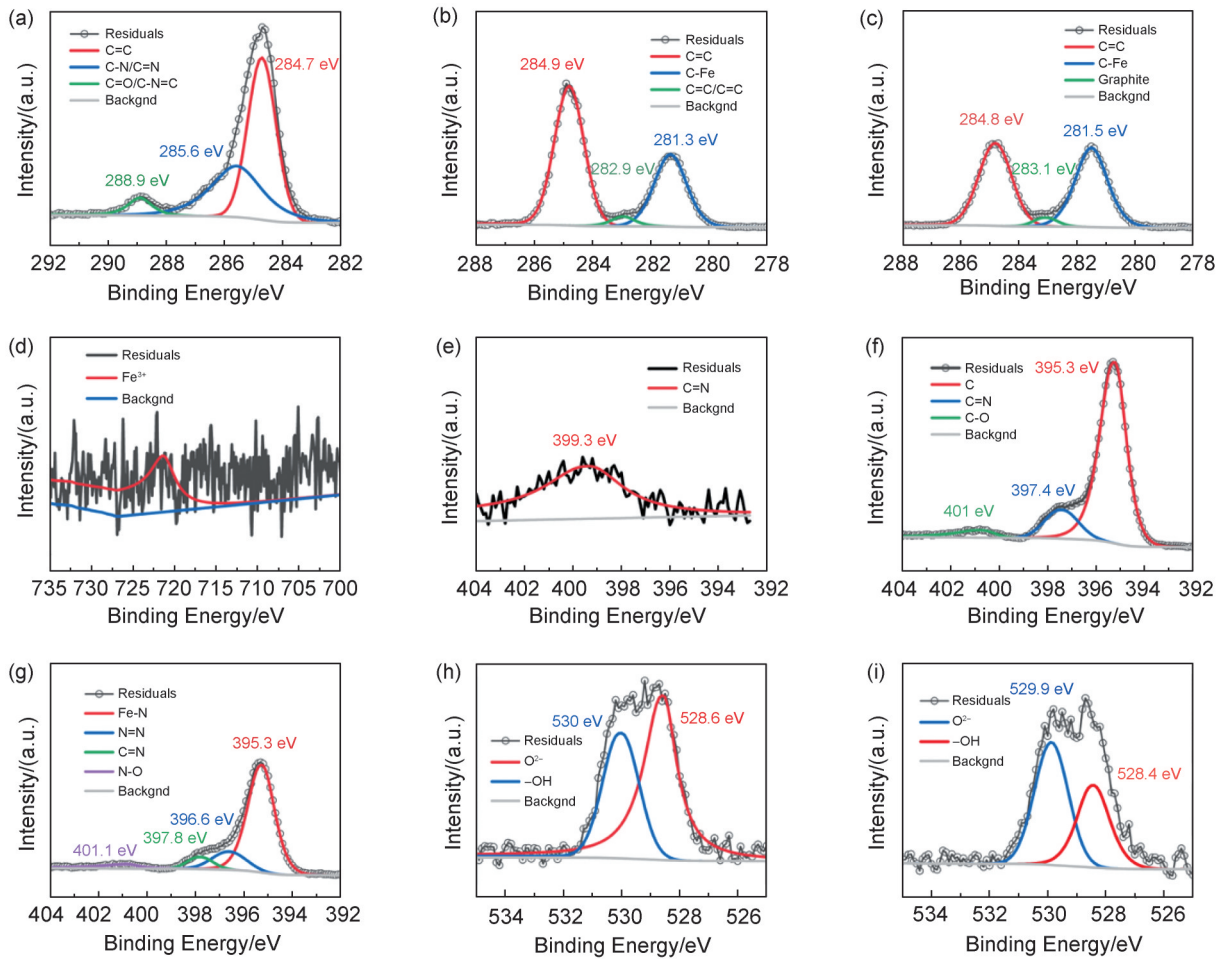 (a)
Residuals
C=C
C-N/C=N
C=O/C-N=C
Backgnd
284.7 eV
285.6 eV
288.9 eV
Intensity/(a.u.)
292 290 288 286 284 282
Binding Energy/eV
(b)
Residuals
C=C
C-Fe
C=C/C=C
Backgnd
284.9 eV
281.3 eV
282.9 eV
Intensity/(a.u.)
288 286 284 282 280 278
Binding Energy/eV
(c)
Residuals
C=C
C-Fe
Graphite
Backgnd
284.8 eV
281.5 eV
283.1 eV
Intensity/(a.u.)
288 286 284 282 280 278
Binding Energy/eV
(d)
Residuals
Fe³⁺
Backgnd
Intensity/(a.u.)
735 730 725 720 715 710 705 700
Binding Energy/eV
(e)
Residuals
C=N
Backgnd
399.3 eV
Intensity/(a.u.)
404 402 400 398 396 394 392
Binding Energy/eV
(f)
Residuals
C
C=N
C-O
Backgnd
395.3 eV
397.4 eV
401 eV
Intensity/(a.u.)
404 402 400 398 396 394 392
Binding Energy/eV
(g)
Residuals
Fe-N
N=N
C=N
N-O
Backgnd
395.3 eV
396.6 eV
397.8 eV
401.1 eV
Intensity/(a.u.)
404 402 400 398 396 394 392
Binding Energy/eV
(h)
Residuals
O²⁻
–OH
Backgnd
530 eV
528.6 eV
Intensity/(a.u.)
534 532 530 528 526
Binding Energy/eV
(i)
Residuals
O²⁻
–OH
Backgnd
529.9 eV
528.4 eV
Intensity/(a.u.)
534 532 530 528 526
Binding Energy/eV